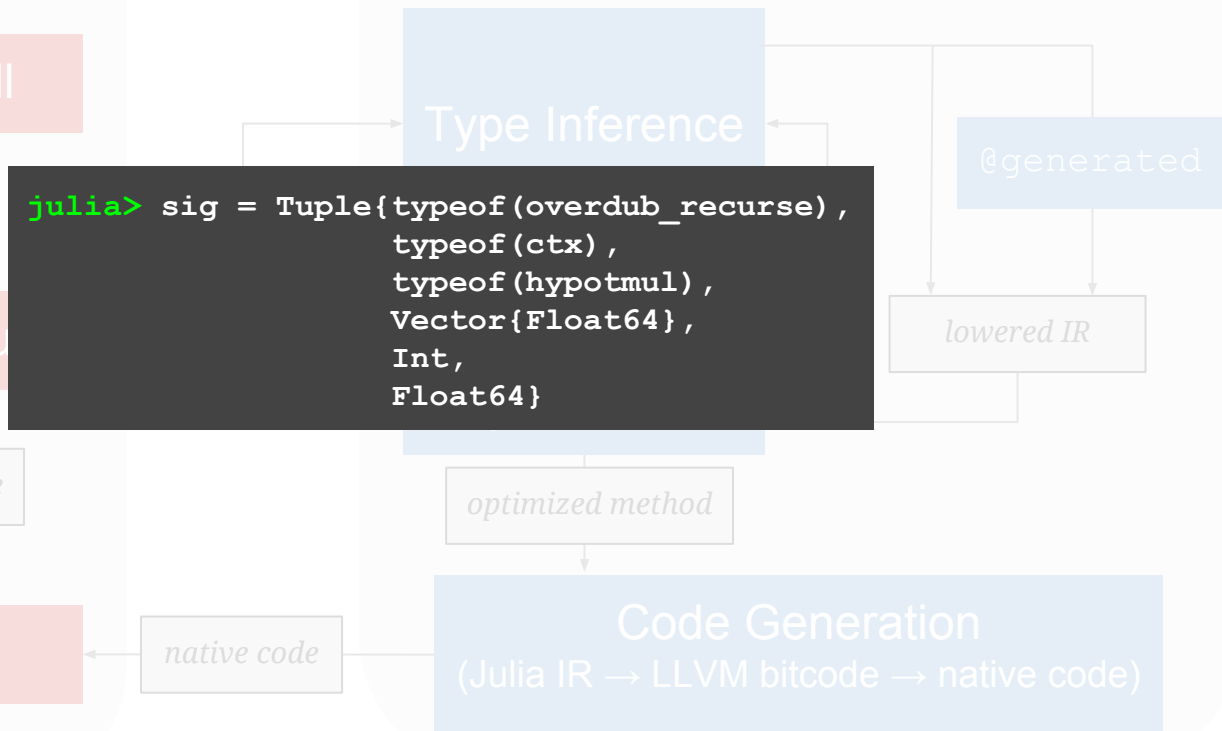 Type Inference
@generated
julia> sig = Tuple{typeof(overdub_recurse),
typeof(ctx),
typeof(hypotmul),
Vector{Float64},
Int,
Float64}
lowered IR
optimized method
Code Generation
(Julia IR → LLVM bitcode → native code)
native code